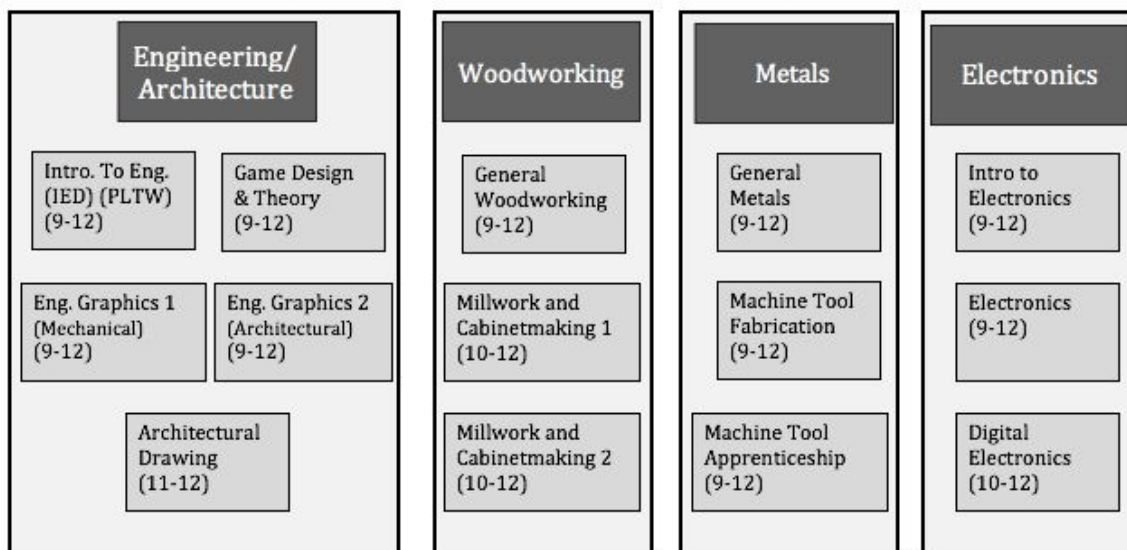 Engineering/
Architecture
Intro. To Eng.
(IED) (PLTW)
(9-12)
Game Design
& Theory
(9-12)
Eng. Graphics 1
(Mechanical)
(9-12)
Eng. Graphics 2
(Architectural)
(9-12)
Architectural
Drawing
(11-12)
Woodworking
General
Woodworking
(9-12)
Millwork and
Cabinetmaking 1
(10-12)
Millwork and
Cabinetmaking 2
(10-12)
Metals
General
Metals
(9-12)
Machine Tool
Fabrication
(9-12)
Machine Tool
Apprenticeship
(9-12)
Electronics
Intro to
Electronics
(9-12)
Electronics
(9-12)
Digital
Electronics
(10-12)